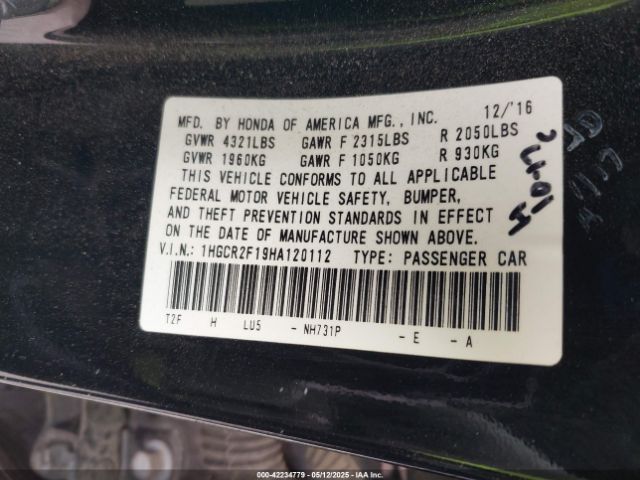 MFD. BY HONDA OF AMERICA MFG., INC. 12/'16
GVWR 4321LBS GAWR F 2315LBS R 2050LBS
GVWR 1960KG GAWR F 1050KG R 930KG
THIS VEHICLE CONFORMS TO ALL APPLICABLE
FEDERAL MOTOR VEHICLE SAFETY, BUMPER,
AND THEFT PREVENTION STANDARDS IN EFFECT
ON THE DATE OF MANUFACTURE SHOWN ABOVE.
V.I.N.: 1HGCR2F19HA120112 TYPE: PASSENGER CAR
T2F H LU5 - NH731P - E - A
000-42234779 - 05/12/2025 - IAA Inc.